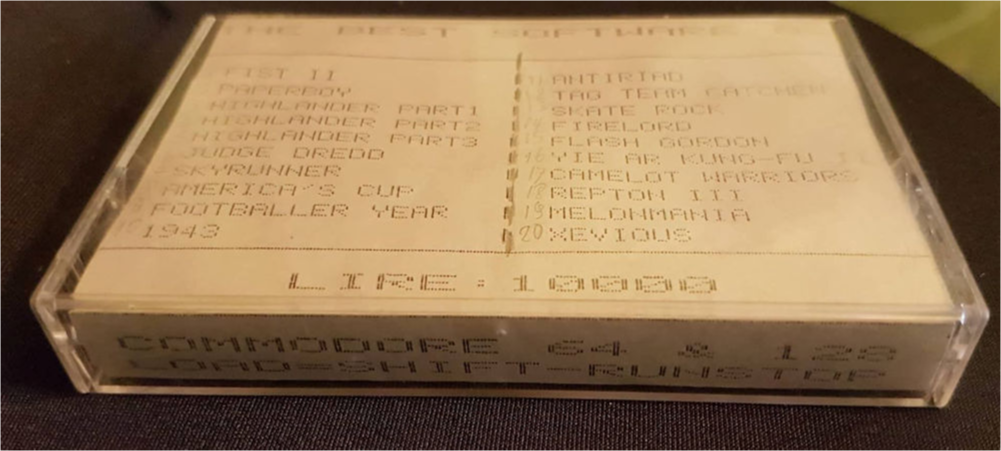 THE BEST SOFTWARE
FIST II
PAPERBOY
HIGHLANDER PART1
HIGHLANDER PART2
HIGHLANDER PART3
JUDGE DREDD
SKYRUNNER
AMERICA'S CUP
FOOTBALLER YEAR
1943
ANTIRIAD
TAG TEAM CATCHER
SKATE ROCK
14 FIRELORD
FLASH GORDON
16 YIE AR KUNG-FU
17 CAMELOT WARRIORS
18 REPTON III
19 MELONMANIA
20 XEVIOUS
LIRE: 10000
COMMODORE 64 & 128
LOAD-SHIFT-RUNSTOP